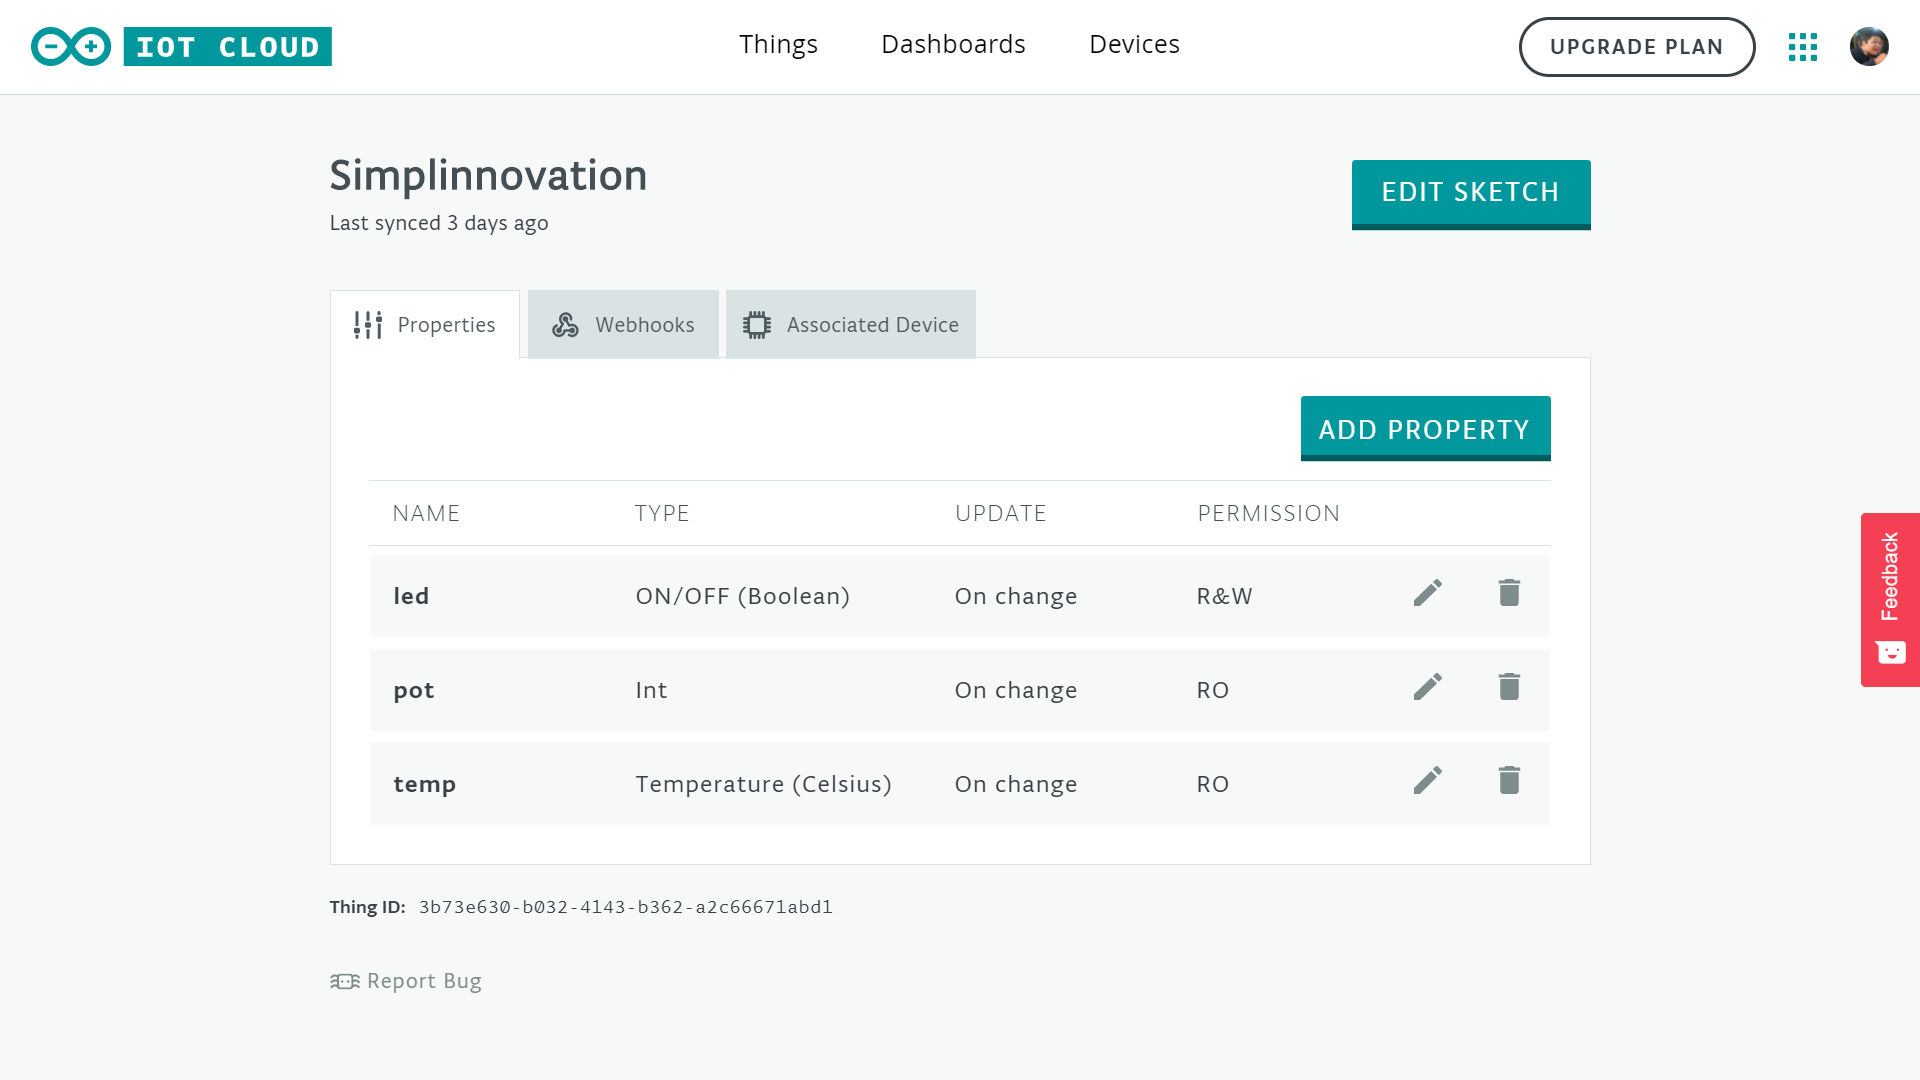 IOT CLOUD
Things Dashboards Devices
UPGRADE PLAN
Simplinnovation
Last synced 3 days ago
EDIT SKETCH
Properties Webhooks Associated Device
ADD PROPERTY
NAME TYPE UPDATE PERMISSION
led ON/OFF (Boolean) On change R&W
pot Int On change RO
temp Temperature (Celsius) On change RO
Thing ID: 3b73e630-b032-4143-b362-a2c66671abd1
Report Bug
Feedback